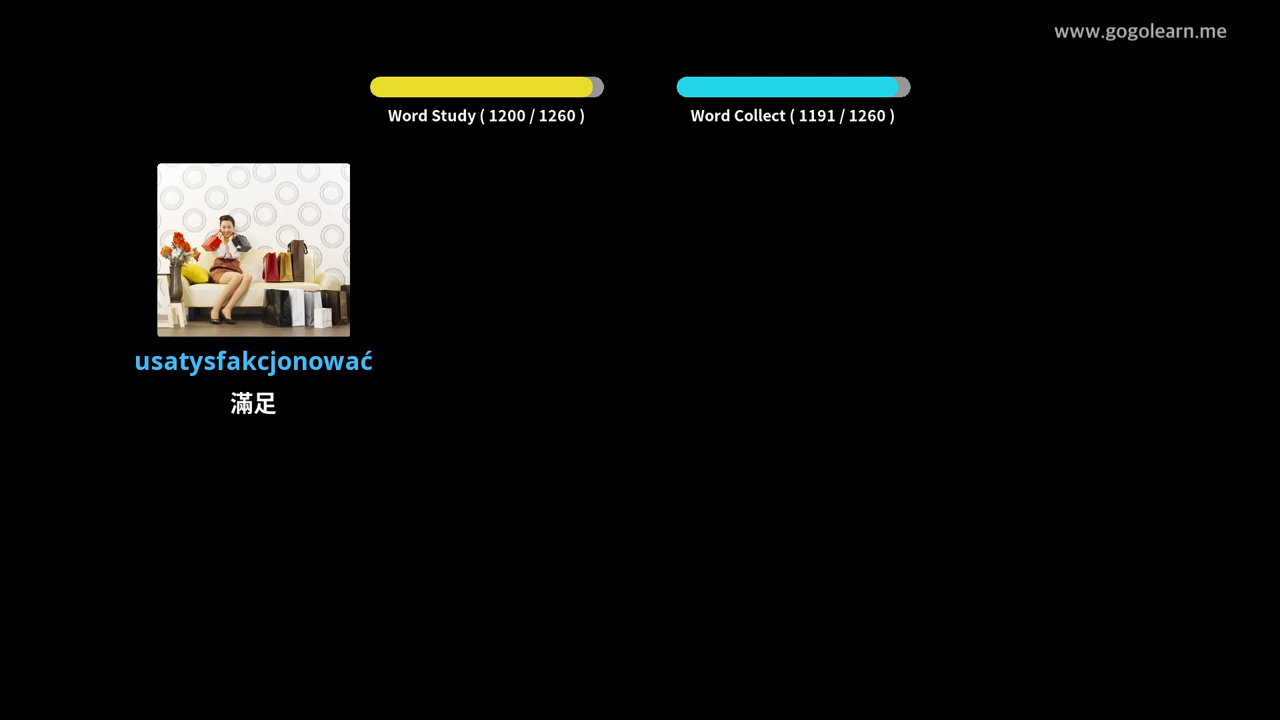 www.gogolearn.me
Word Study ( 1200 / 1260 )
Word Collect ( 1191 / 1260 )
usatysfakcjonować
滿足